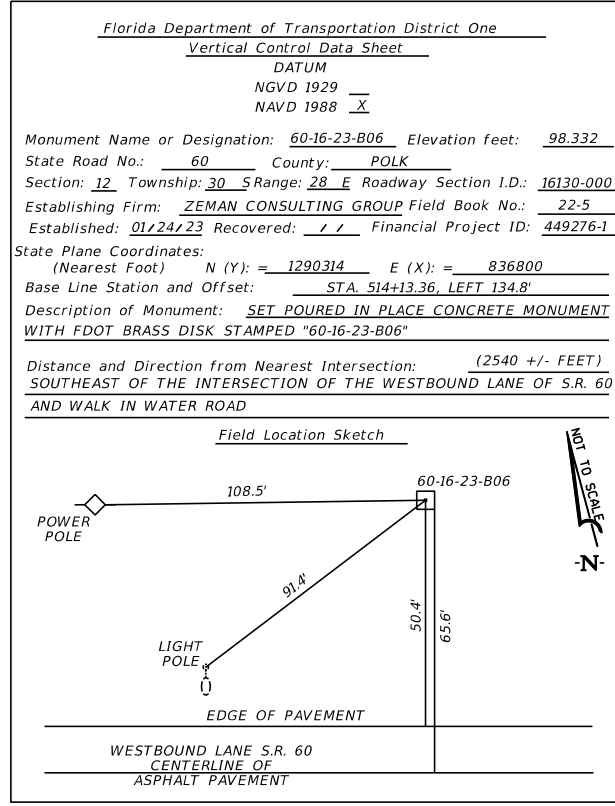 Florida Department of Transportation District One
Vertical Control Data Sheet
DATUM
NGVD 1929
NAVD 1988 X
Monument Name or Designation: 60-16-23-B06 Elevation feet: 98.332
State Road No.: 60 County: POLK
Section: 12 Township: 30 S Range: 28 E Roadway Section I.D.: 16130-000
Establishing Firm: ZEMAN CONSULTING GROUP Field Book No.: 22-5
Established: 01/24/23 Recovered: / / Financial Project ID: 449276-1
State Plane Coordinates:
(Nearest Foot) N (Y): = 1290314 E (X): = 836800
Base Line Station and Offset: STA. 514+13.36, LEFT 134.8'
Description of Monument: SET POURED IN PLACE CONCRETE MONUMENT
WITH FDOT BRASS DISK STAMPED "60-16-23-B06"
Distance and Direction from Nearest Intersection: (2540 +/- FEET)
SOUTHEAST OF THE INTERSECTION OF THE WESTBOUND LANE OF S.R. 60
AND WALK IN WATER ROAD
Field Location Sketch
NOT TO SCALE
-N-
60-16-23-B06
108.5'
POWER
POLE
91.4'
50.4'
65.6'
LIGHT
POLE
EDGE OF PAVEMENT
WESTBOUND LANE S.R. 60
CENTERLINE OF
ASPHALT PAVEMENT